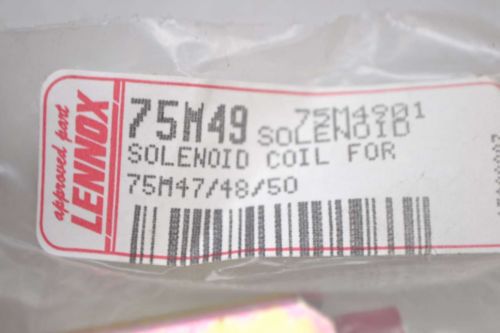 approved part
LENNOX
75M49 75M4901
SOLENOID
SOLENOID COIL FOR
75M47/48/50